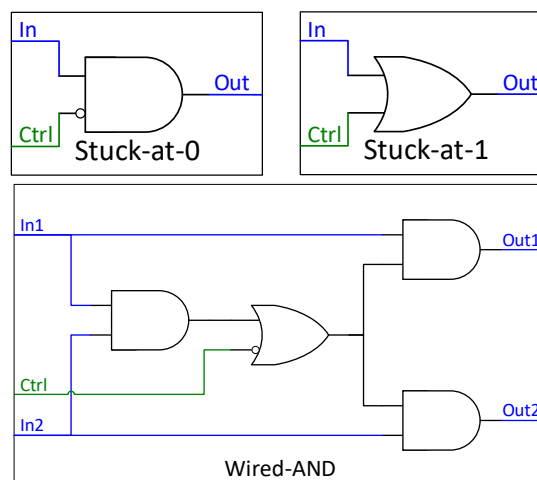 In
Out
Ctrl
Stuck-at-0
In
Out
Ctrl
Stuck-at-1
In1
Out1
Ctrl
In2
Out2
Wired-AND